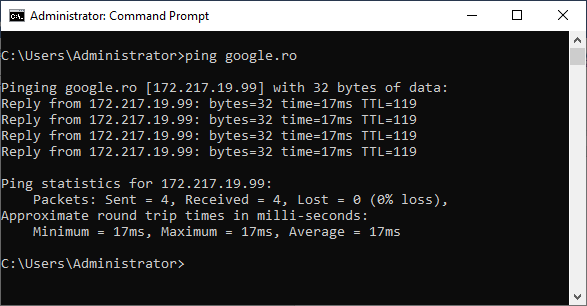 Administrator: Command Prompt
C:\Users\Administrator>ping google.ro
Pinging google.ro [172.217.19.99] with 32 bytes of data:
Reply from 172.217.19.99: bytes=32 time=17ms TTL=119
Reply from 172.217.19.99: bytes=32 time=17ms TTL=119
Reply from 172.217.19.99: bytes=32 time=17ms TTL=119
Reply from 172.217.19.99: bytes=32 time=17ms TTL=119
Ping statistics for 172.217.19.99:
    Packets: Sent = 4, Received = 4, Lost = 0 (0% loss),
Approximate round trip times in milli-seconds:
    Minimum = 17ms, Maximum = 17ms, Average = 17ms
C:\Users\Administrator>